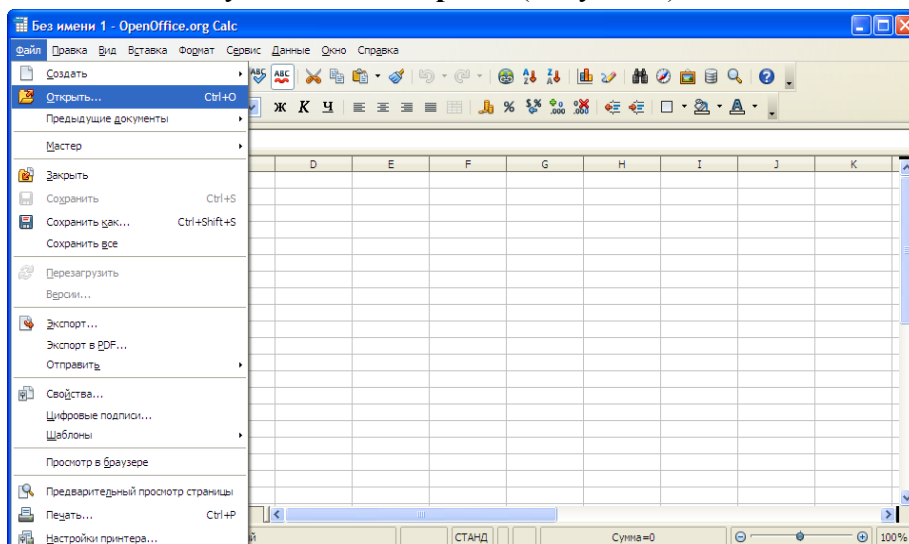 Без имени 1 - OpenOffice.org Calc
Файл Правка Вид Вставка Формат Сервис Данные Окно Справка
Создать
Открыть... Ctrl+O
Предыдущие документы
Мастер
Закрыть
Сохранить Ctrl+S
Сохранить как... Ctrl+Shift+S
Сохранить все
Перезагрузить
Версии...
Экспорт...
Экспорт в PDF...
Отправить
Свойства...
Цифровые подписи...
Шаблоны
Просмотр в браузере
Предварительный просмотр страницы
Печать... Ctrl+P
Настройки принтера...
ABC ABC
Ж К Ч
D E F G H I J K
СТАНД Сумма=0 100%